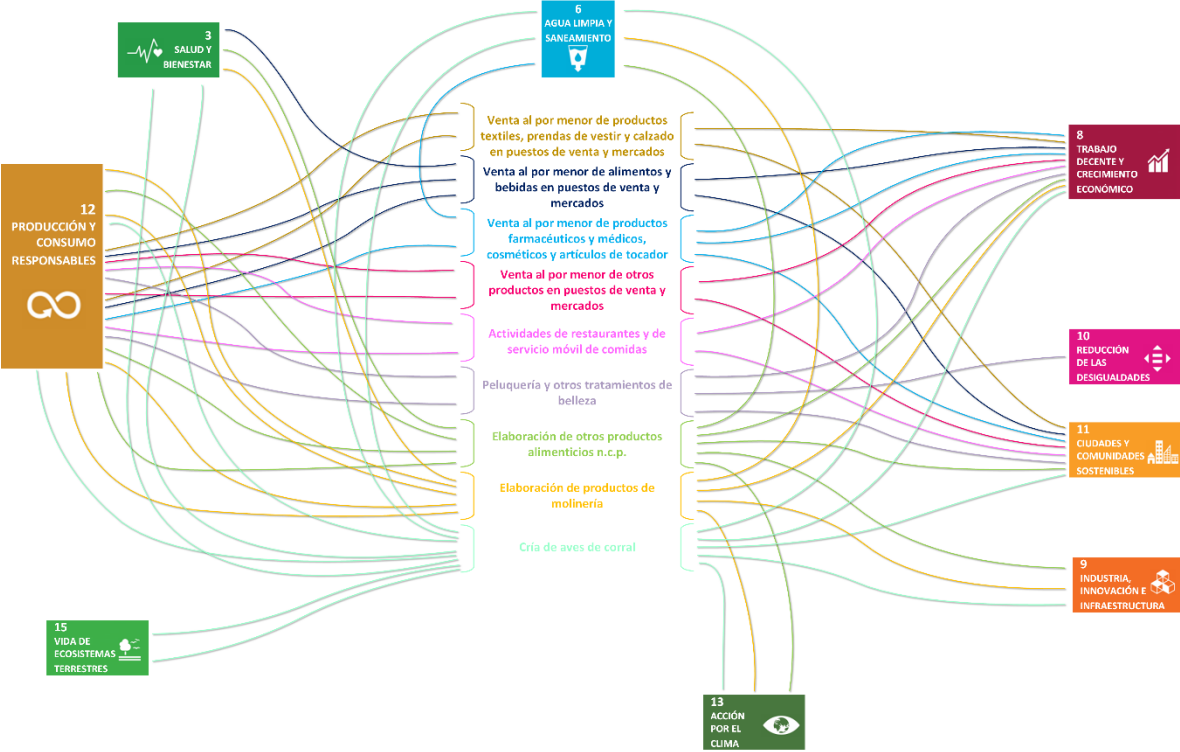 3
SALUD Y
BIENESTAR
6
AGUA LIMPIA Y
SANEAMIENTO
12
PRODUCCIÓN Y
CONSUMO
RESPONSABLES
15
VIDA DE
ECOSISTEMAS
TERRESTRES
Venta al por menor de productos
textiles, prendas de vestir y calzado
en puestos de venta y mercados
Venta al por menor de alimentos y
bebidas en puestos de venta y
mercados
Venta al por menor de productos
farmacéuticos y médicos,
cosméticos y artículos de tocador
Venta al por menor de otros
productos en puestos de venta y
mercados
Actividades de restaurantes y de
servicio móvil de comidas
Peluquería y otros tratamientos de
belleza
Elaboración de otros productos
alimenticios n.c.p.
Elaboración de productos de
molinería
Cría de aves de corral
8
TRABAJO
DECENTE Y
CRECIMIENTO
ECONÓMICO
10
REDUCCIÓN
DE LAS
DESIGUALDADES
11
CIUDADES Y
COMUNIDADES
SOSTENIBLES
9
INDUSTRIA,
INNOVACIÓN E
INFRAESTRUCTURA
13
ACCIÓN
POR EL
CLIMA